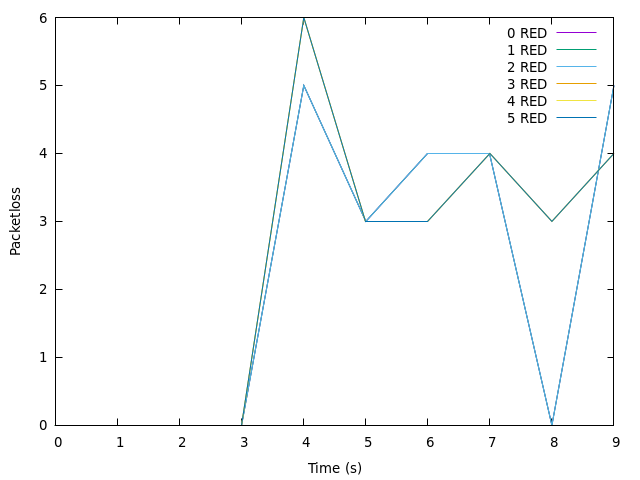 6
5
4
3
2
1
0
Packetloss
0 RED
1 RED
2 RED
3 RED
4 RED
5 RED
0 1 2 3 4 5 6 7 8 9
Time (s)